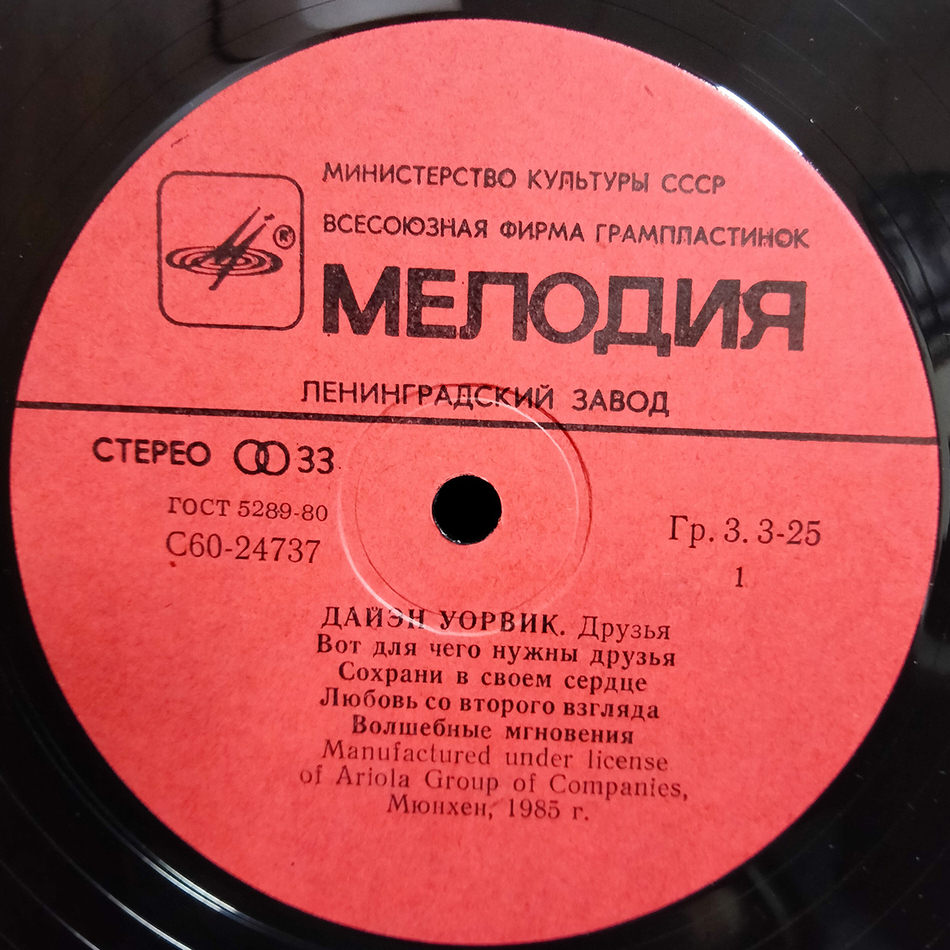 МИНИСТЕРСТВО КУЛЬТУРЫ СССР
ВСЕСОЮЗНАЯ ФИРМА ГРАМПЛАСТИНОК
®
МЕЛОДИЯ
ЛЕНИНГРАДСКИЙ ЗАВОД
СТЕРЕО 33
ГОСТ 5289-80
С60-24737
Гр. 3. 3-25
1
ДАЙЭН УОРВИК. Друзья
Вот для чего нужны друзья
Сохрани в своем сердце
Любовь со второго взгляда
Волшебные мгновения
Manufactured under license
of Ariola Group of Companies,
Мюнхен, 1985 г.